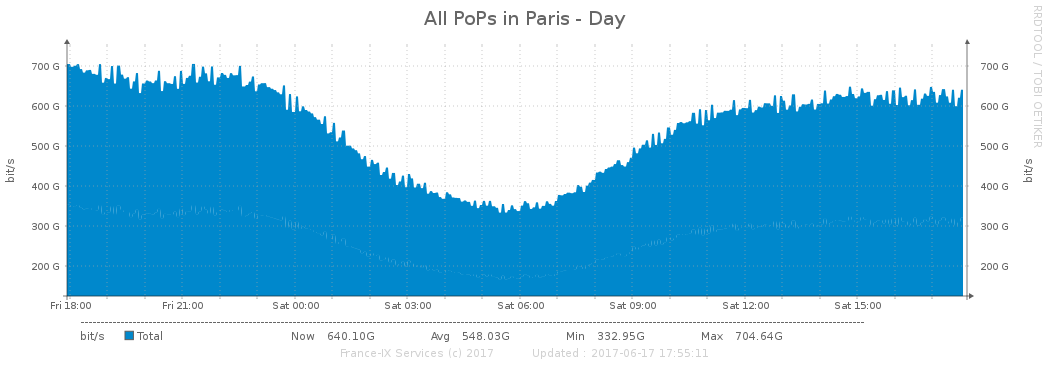 All PoPs in Paris - Day
RRDTOOL / TOBI OETIKER
bit/s
700 G
600 G
500 G
400 G
300 G
200 G
700 G
600 G
500 G
400 G
300 G
200 G
bit/s
Fri 18:00 Fri 21:00 Sat 00:00 Sat 03:00 Sat 06:00 Sat 09:00 Sat 12:00 Sat 15:00
bit/s Total Now 640.10G Avg 548.03G Min 332.95G Max 704.64G
France-IX Services (c) 2017 Updated : 2017-06-17 17:55:11